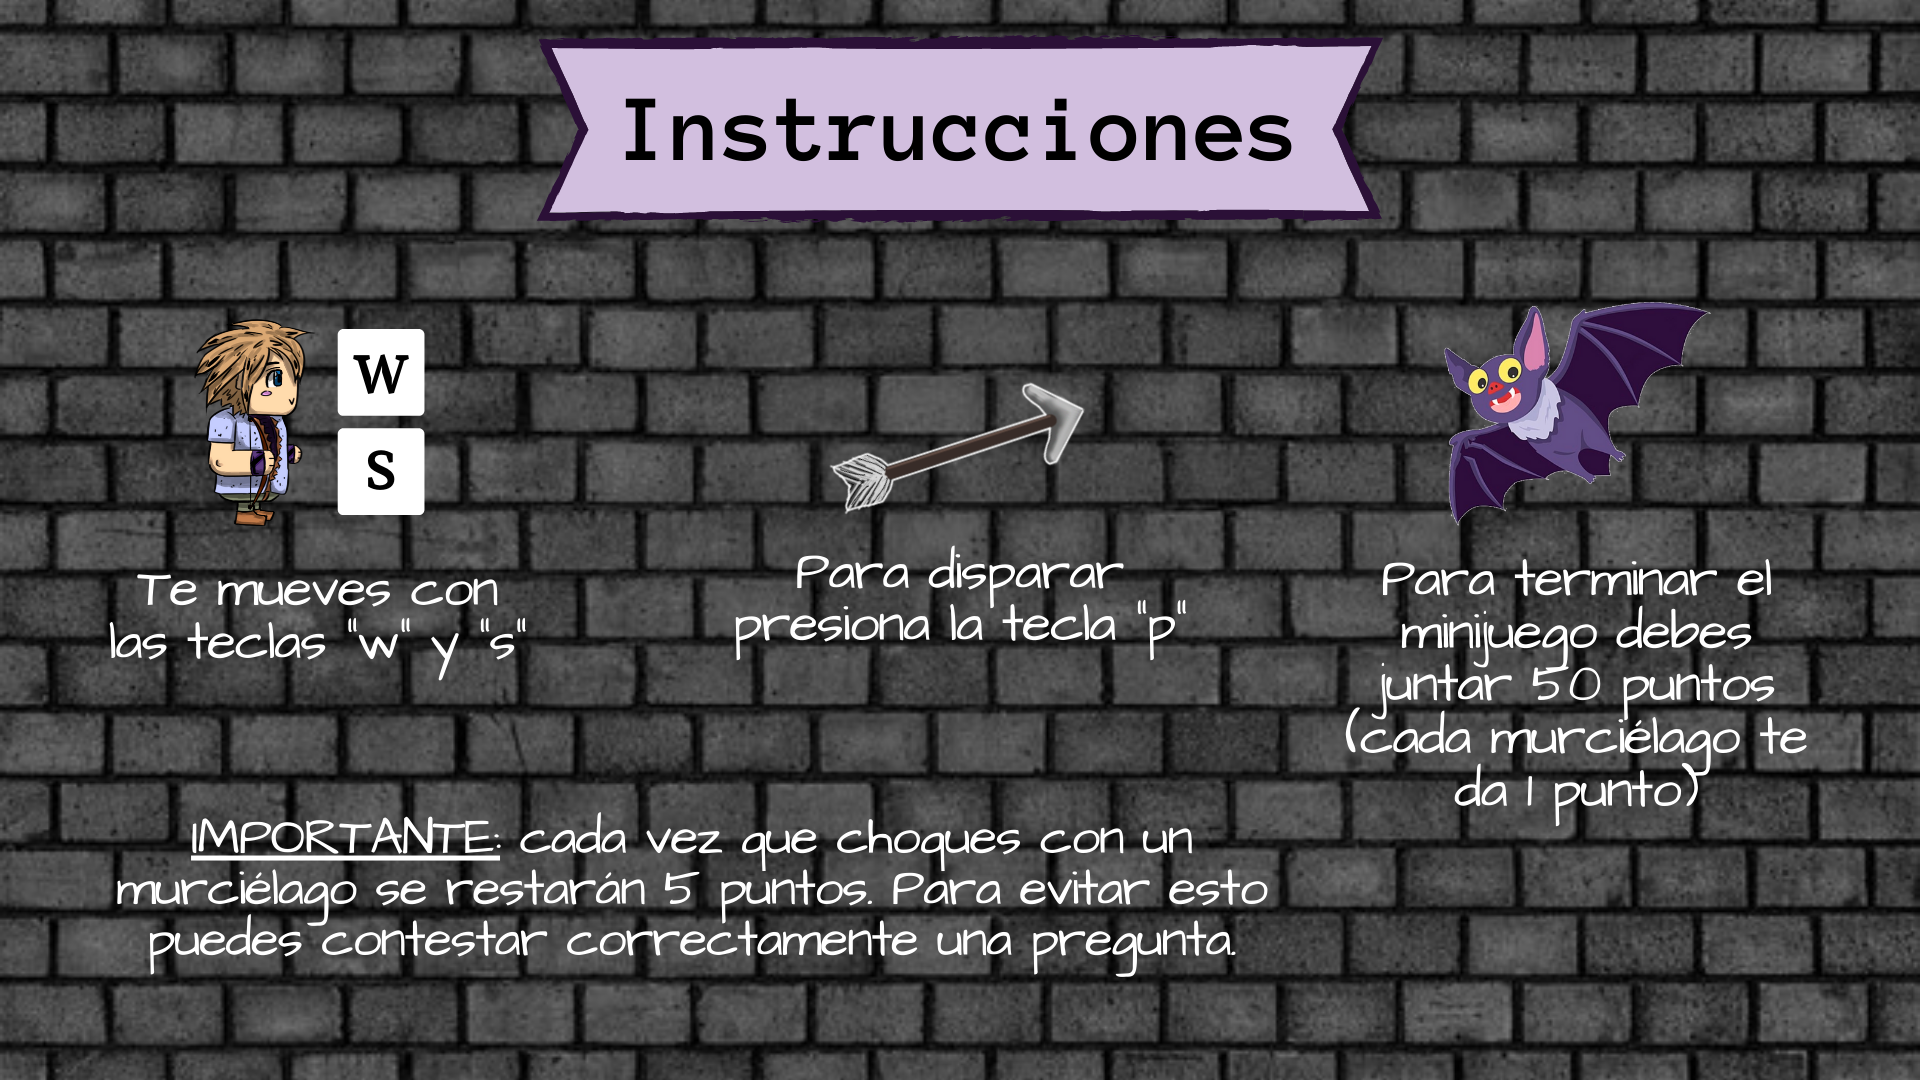 Instrucciones
W
S
Te mueves con
las teclas "w" y "s"
Para disparar
presiona la tecla "p"
Para terminar el
minijuego debes
juntar 50 puntos
(cada murciélago te
da 1 punto)
IMPORTANTE: cada vez que choques con un
murciélago se restarán 5 puntos. Para evitar esto
puedes contestar correctamente una pregunta.